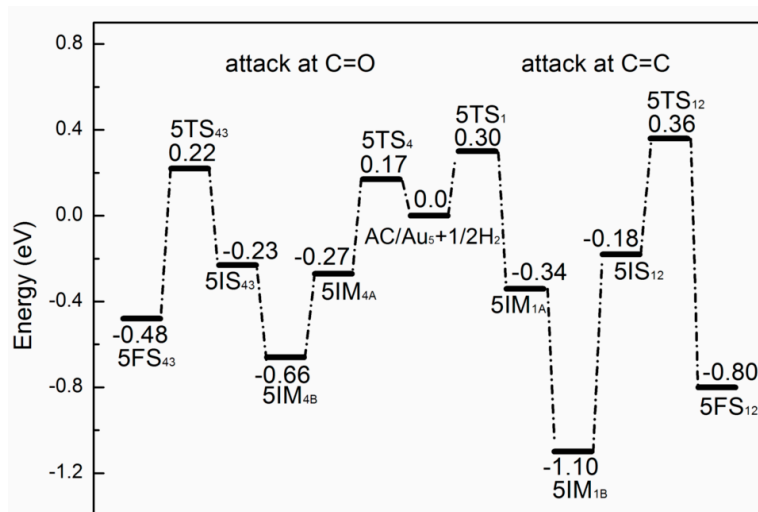 attack at C=O
attack at C=C
5TS₄₃
0.22
5TS₄
0.17
5TS₁
0.30
5TS₁₂
0.36
0.0
AC/Au₅+1/2H₂
-0.23
5IS₄₃
-0.27
5IM₄A
-0.18
5IS₁₂
-0.34
5IM₁A
-0.48
5FS₄₃
-0.66
5IM₄B
-0.80
5FS₁₂
-1.10
5IM₁B
0.8
0.4
0.0
-0.4
-0.8
-1.2
Energy (eV)